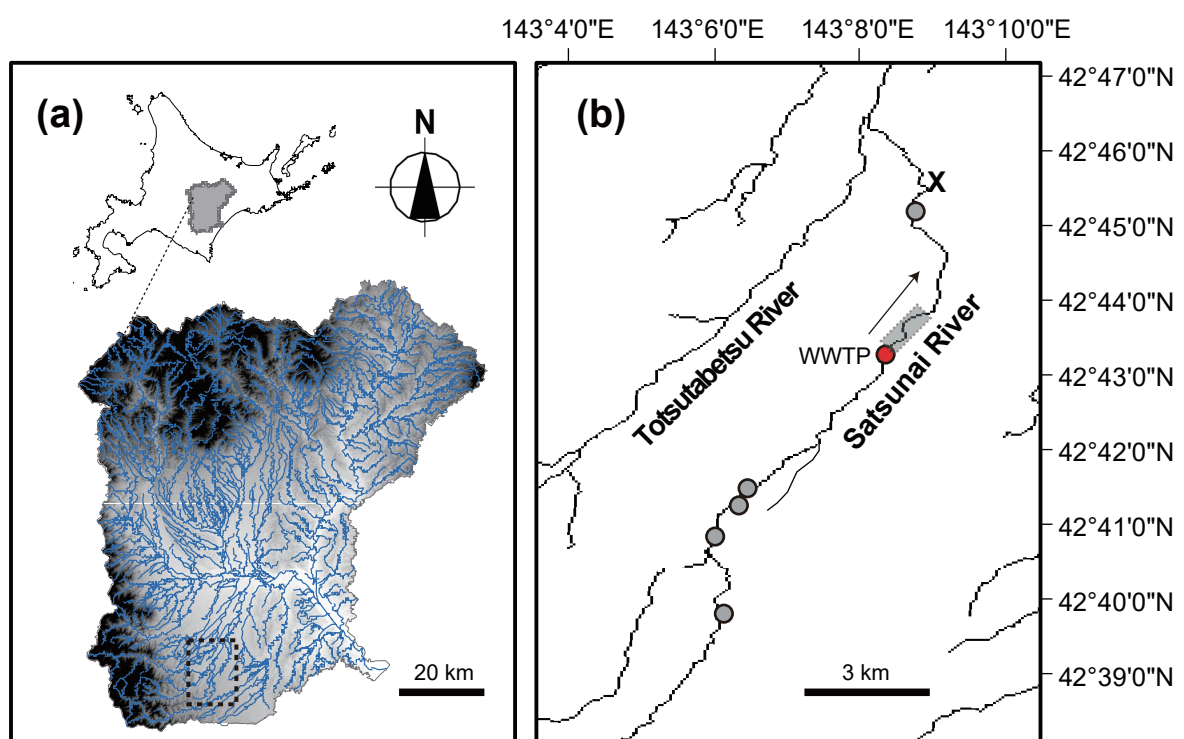 143°4'0"E
143°6'0"E
143°8'0"E
143°10'0"E
(a)
N
20 km
(b)
42°47'0"N
42°46'0"N
X
42°45'0"N
42°44'0"N
WWTP
42°43'0"N
Totsutabetsu River
Satsunai River
42°42'0"N
42°41'0"N
42°40'0"N
3 km
42°39'0"N